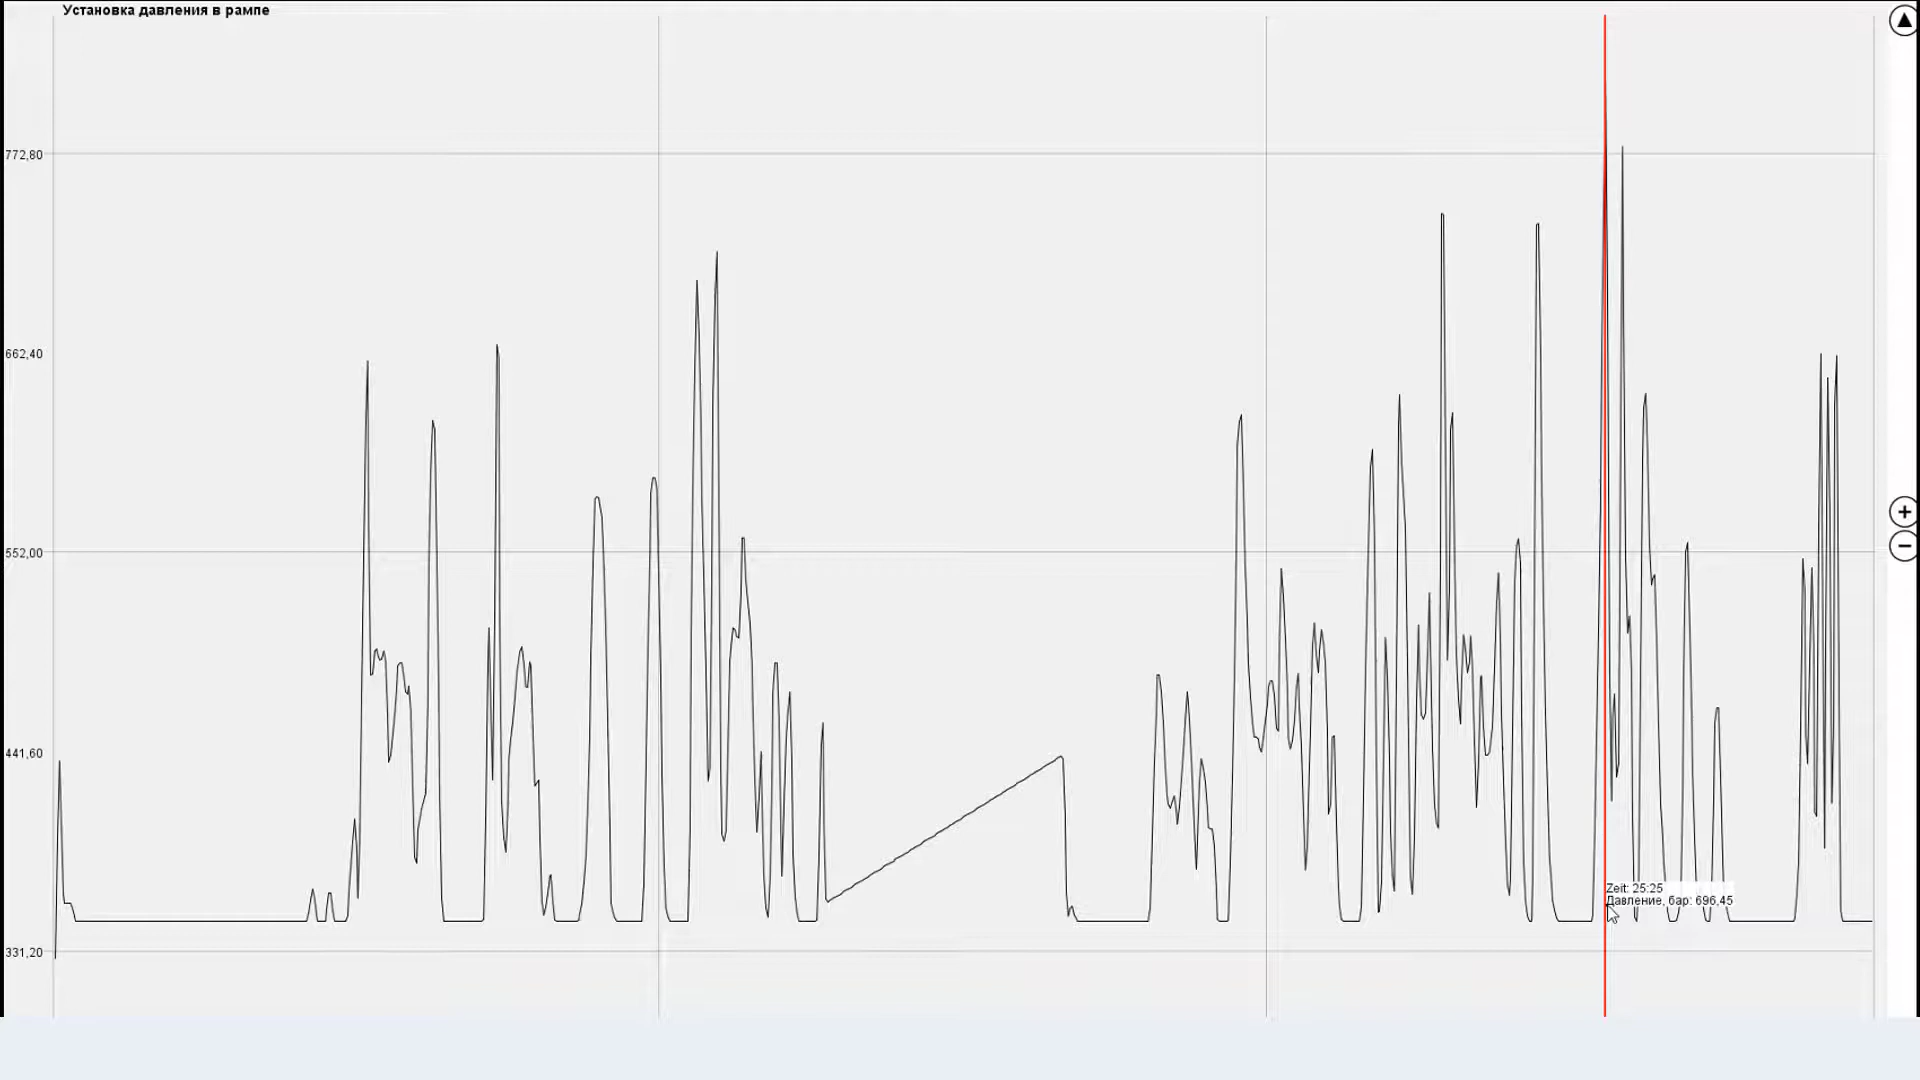 Установка давления в рампе
772,80
662,40
552,00
441,60
Zeit: 25:25
Давление, бар: 696,45
331,20